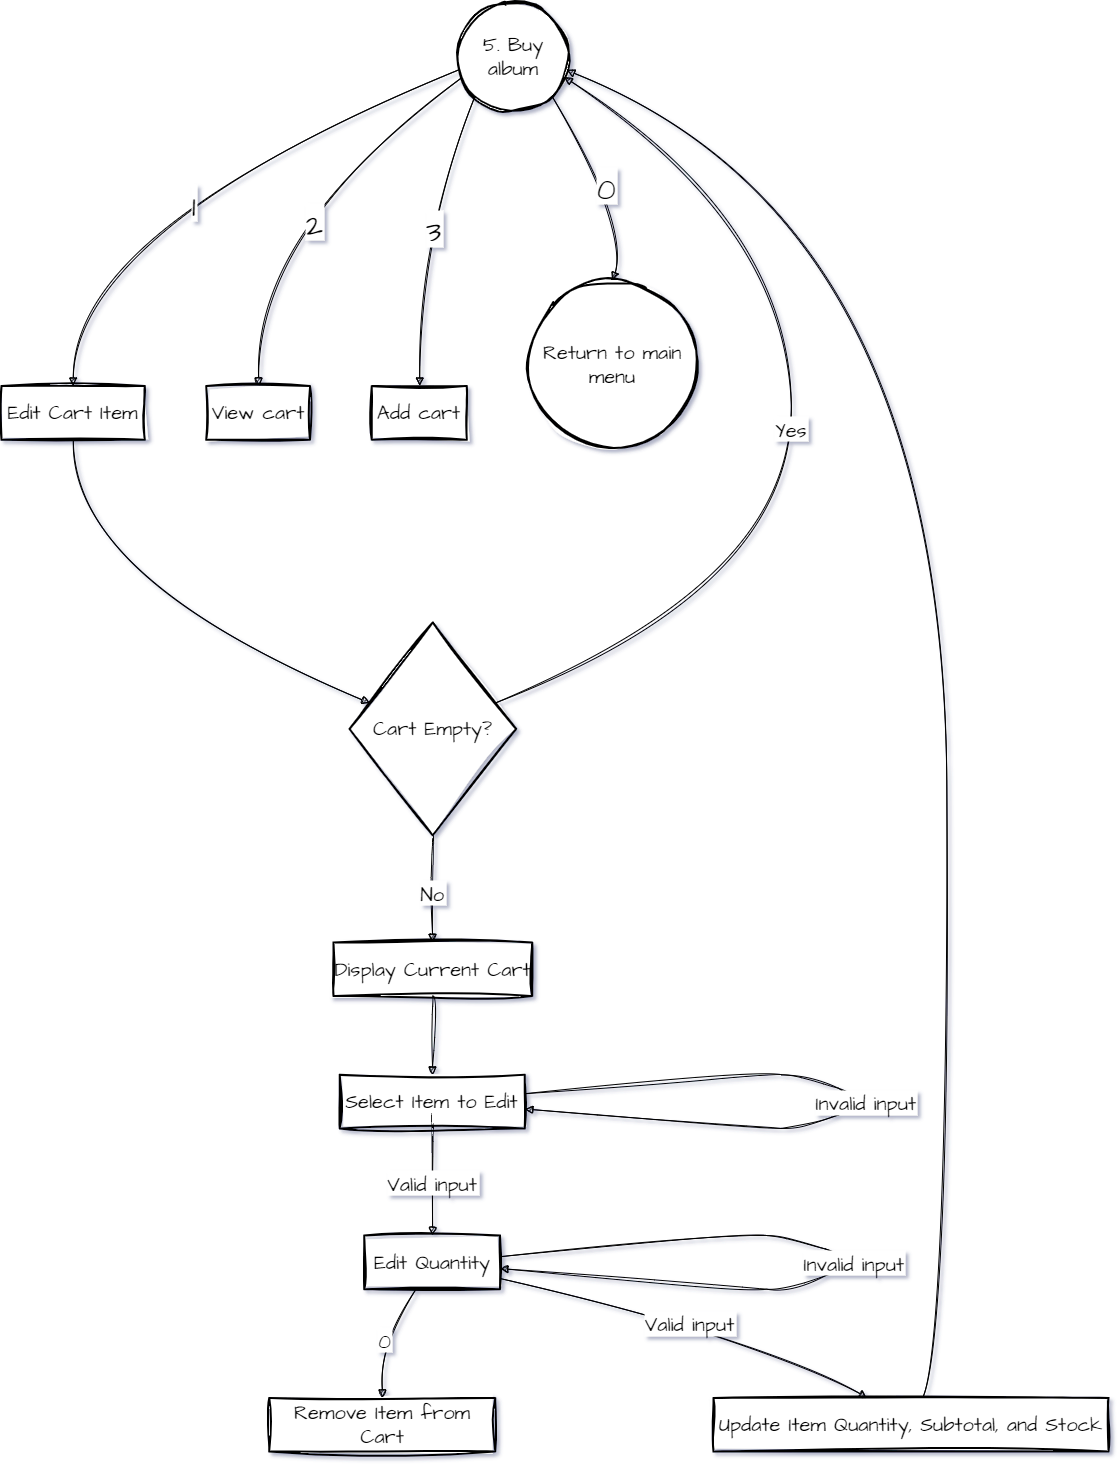 5. Buy
album
1
2
3
0
Return to main
menu
Edit Cart Item
View cart
Add cart
Yes
Cart Empty?
No
Display Current Cart
Select Item to Edit
Invalid input
Valid input
Edit Quantity
Invalid input
Valid input
0
Remove Item from
Cart
Update Item Quantity, Subtotal, and Stock